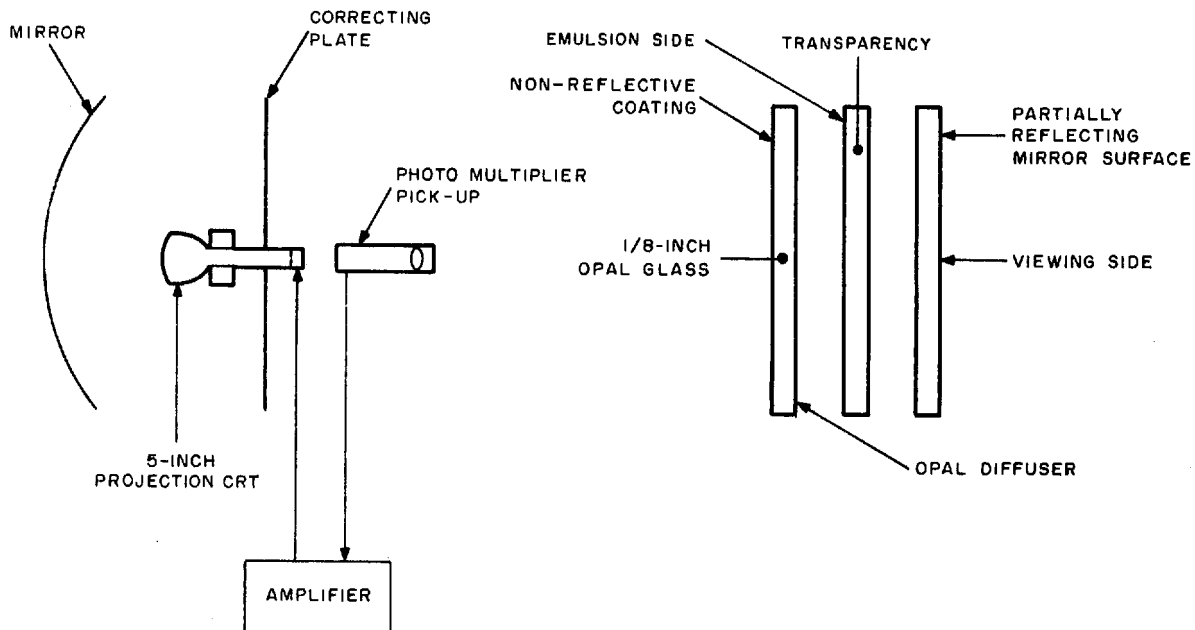 MIRROR
CORRECTING
PLATE
EMULSION SIDE
TRANSPARENCY
NON-REFLECTIVE
COATING
PARTIALLY
REFLECTING
MIRROR SURFACE
PHOTO MULTIPLIER
PICK-UP
1/8-INCH
OPAL GLASS
VIEWING SIDE
5-INCH
PROJECTION CRT
OPAL DIFFUSER
AMPLIFIER